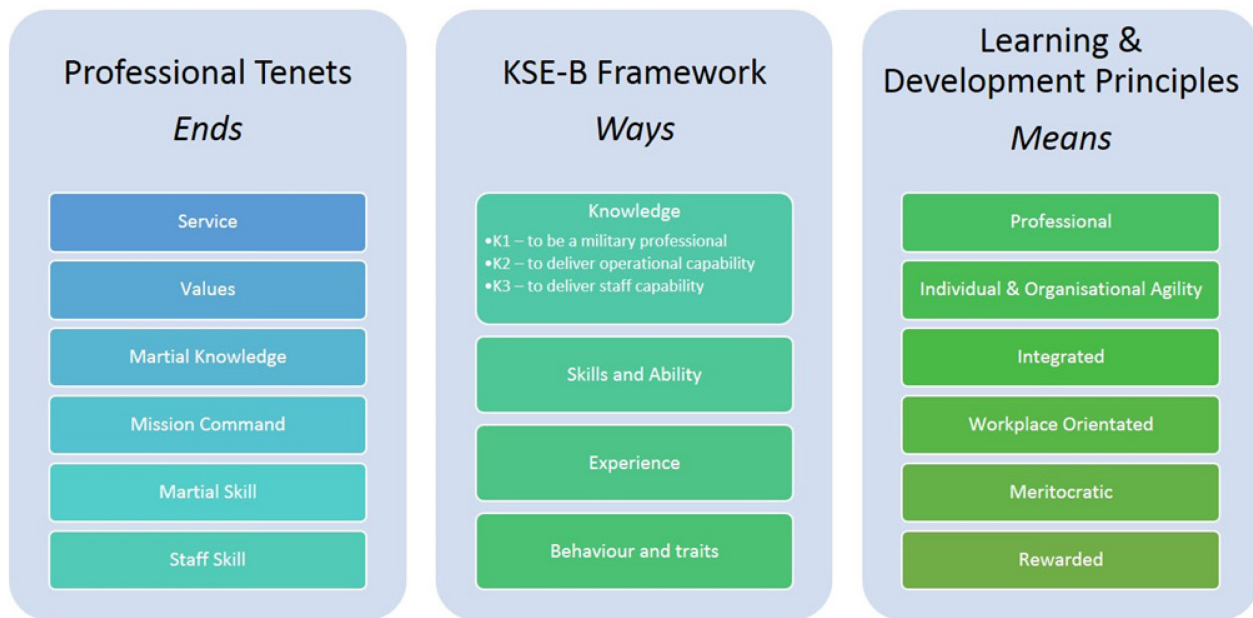 Professional Tenets
Ends
Service
Values
Martial Knowledge
Mission Command
Martial Skill
Staff Skill
KSE-B Framework
Ways
Knowledge
•K1 – to be a military professional
•K2 – to deliver operational capability
•K3 – to deliver staff capability
Skills and Ability
Experience
Behaviour and traits
Learning &
Development Principles
Means
Professional
Individual & Organisational Agility
Integrated
Workplace Orientated
Meritocratic
Rewarded